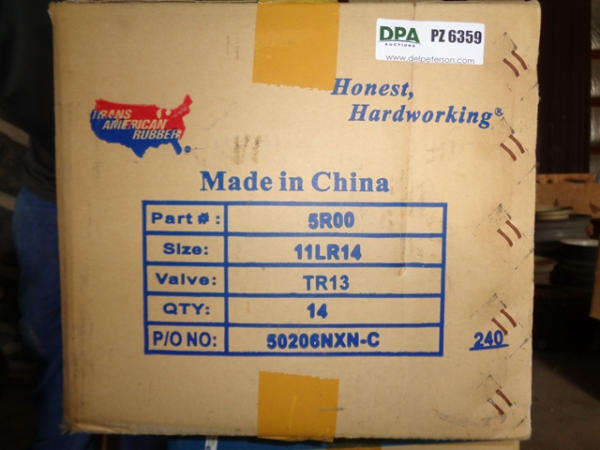 DPA
AUCTIONS
PZ 6359
www.delpeterson.com
Honest,
Hardworking®
TRANS
AMERICAN
RUBBER
Made in China
Part #: 5R00
Size: 11LR14
Valve: TR13
QTY: 14
P/O NO: 50206NXN-C
240